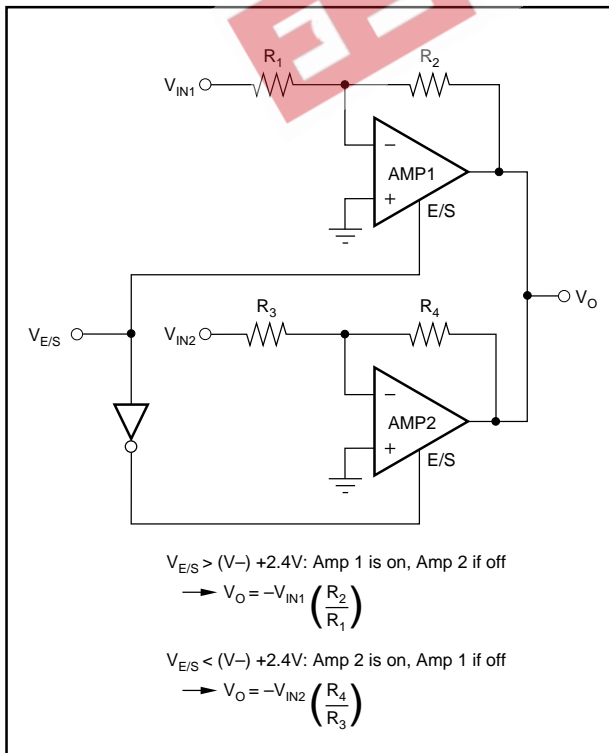 R1
R2
VIN1
−
AMP1
+
E/S
R3
R4
VE/S
VIN2
VO
−
AMP2
+
E/S
VE/S > (V–) +2.4V: Amp 1 is on, Amp 2 if off
→ VO = –VIN1 (R2/R1)
VE/S < (V–) +2.4V: Amp 2 is on, Amp 1 if off
→ VO = –VIN2 (R4/R3)